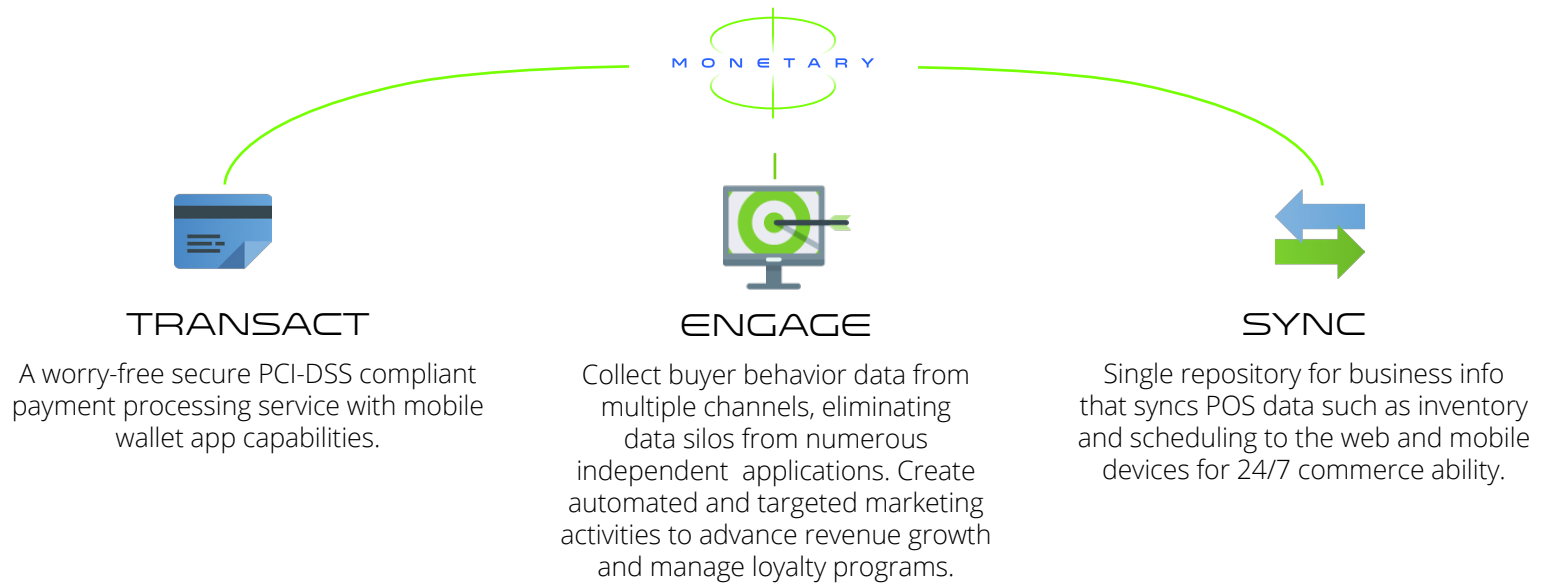 MONETARY
TRANSACT
A worry-free secure PCI-DSS compliant
payment processing service with mobile
wallet app capabilities.
ENGAGE
Collect buyer behavior data from
multiple channels, eliminating
data silos from numerous
independent  applications. Create
automated and targeted marketing
activities to advance revenue growth
and manage loyalty programs.
SYNC
Single repository for business info
that syncs POS data such as inventory
and scheduling to the web and mobile
devices for 24/7 commerce ability.